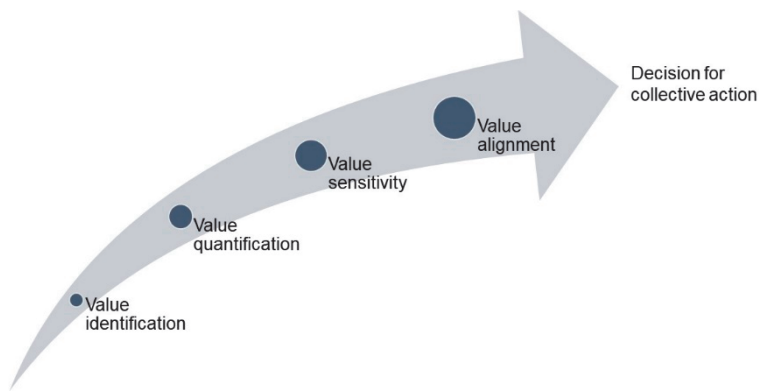 Value
identification
Value
quantification
Value
sensitivity
Value
alignment
Decision for
collective action